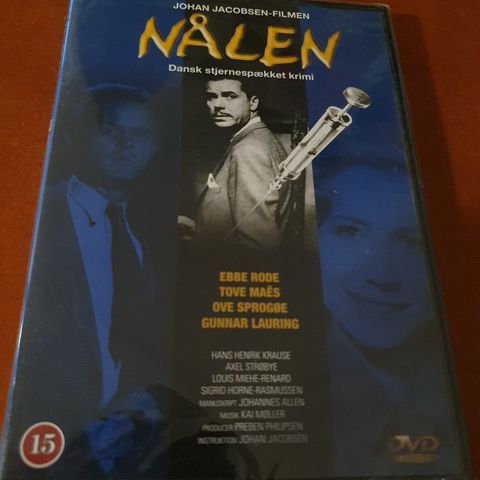 JOHAN JACOBSEN-FILMEN
NÅLEN
Dansk stjernespækket krimi
EBBE RODE
TOVE MAËS
OVE SPROGØE
GUNNAR LAURING
HANS HENRIK KRAUSE
AXEL STRØBYE
LOUIS MIEHE-RENARD
SIGRID HORNE-RASMUSSEN
MANUSKRIPT JOHANNES ALLEN
MUSIK KAI MØLLER
PRODUCER PREBEN PHILIPSEN
INSTRUKTION JOHAN JACOBSEN
15
DVD